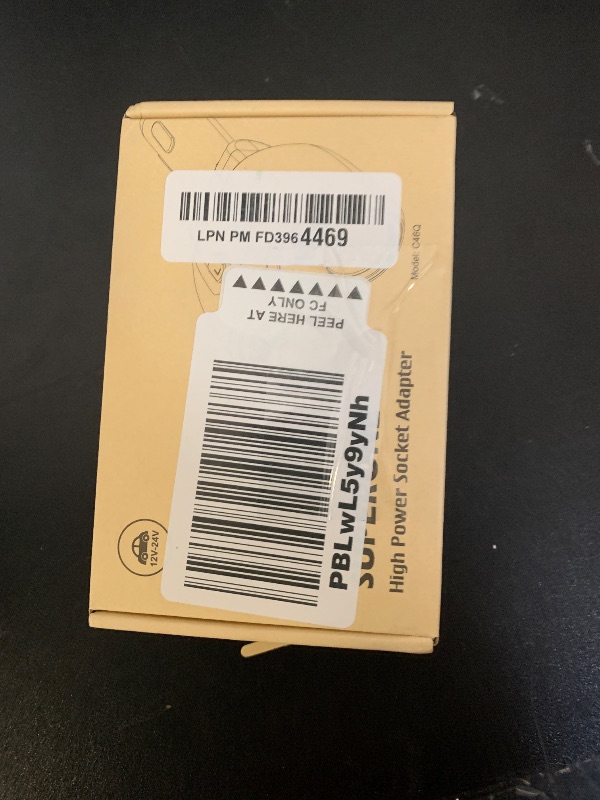 LPN PM FD3964469
Model: C46Q
PEEL HERE AT
FC ONLY
PBLwL5y9yNh
High Power Socket Adapter
12V-24V